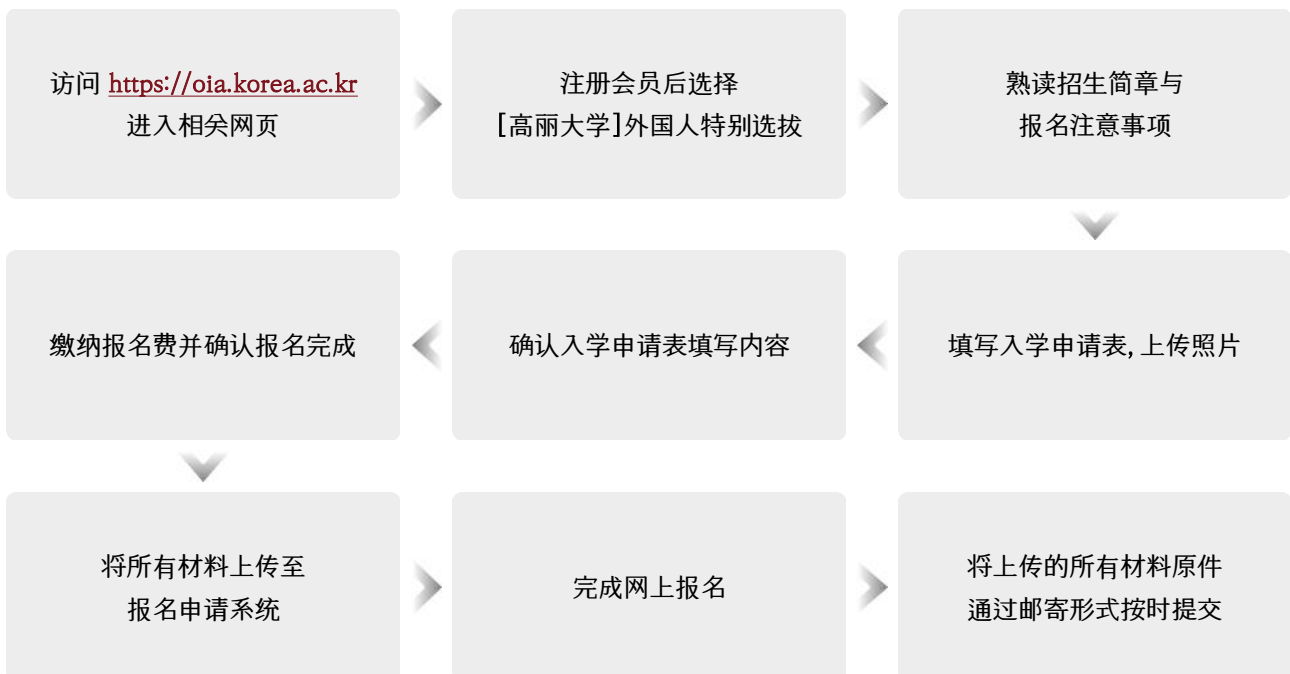 访问 https://oia.korea.ac.kr
进入相关网页
注册会员后选择
[高丽大学]外国人特别选拔
熟读招生简章与
报名注意事项
填写入学申请表, 上传照片
确认入学申请表填写内容
缴纳报名费并确认报名完成
将所有材料上传至
报名申请系统
完成网上报名
将上传的所有材料原件
通过邮寄形式按时提交